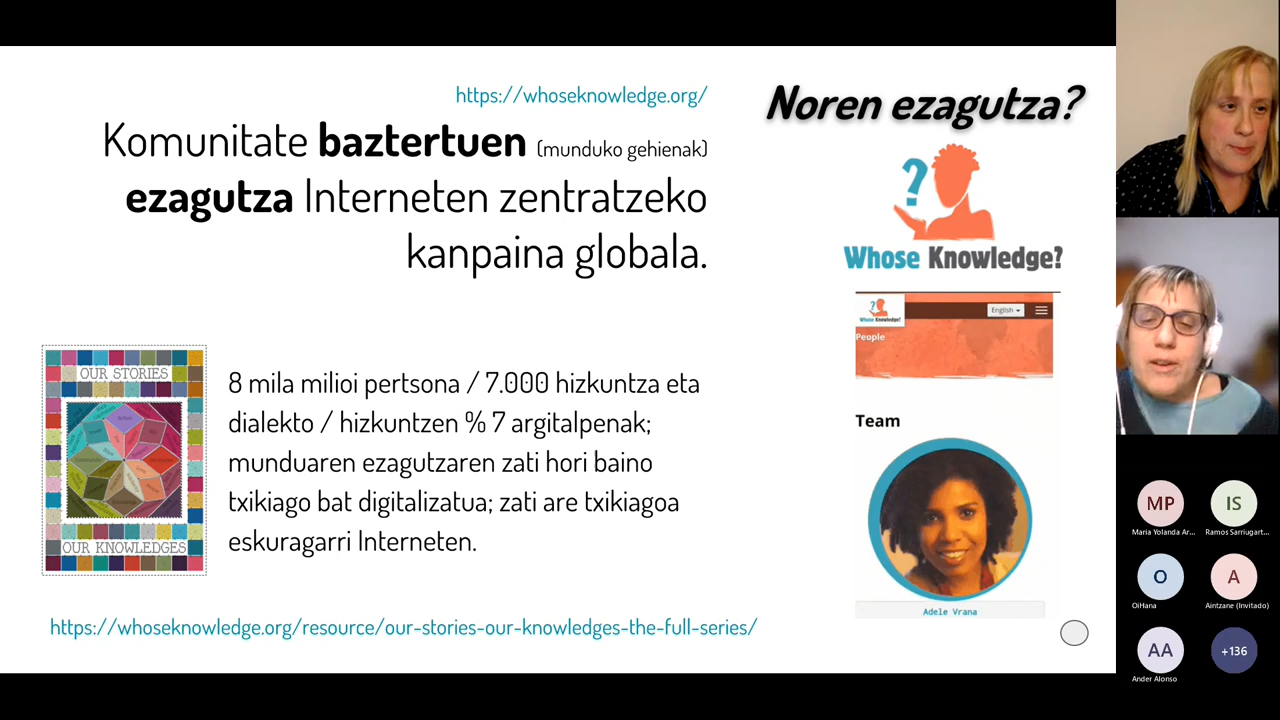 https://whoseknowledge.org/
Komunitate baztertuen (munduko gehienak)
ezagutza Interneten zentratzeko
kanpaina globala.
Noren ezagutza?
?
Whose Knowledge?
Whose Knowledge?
English
People
Team
Adele Vrana
OUR STORIES
OUR KNOWLEDGES
8 mila milioi pertsona / 7.000 hizkuntza eta
dialekto / hizkuntzen % 7 argitalpenak;
munduaren ezagutzaren zati hori baino
txikiago bat digitalizatua; zati are txikiagoa
eskuragarri Interneten.
https://whoseknowledge.org/resource/our-stories-our-knowledges-the-full-series/
MP
Maria Yolanda Ar...
IS
Ramos Sarriugart...
O
OiHana
A
Aintzane (Invitado)
AA
Ander Alonso
+136